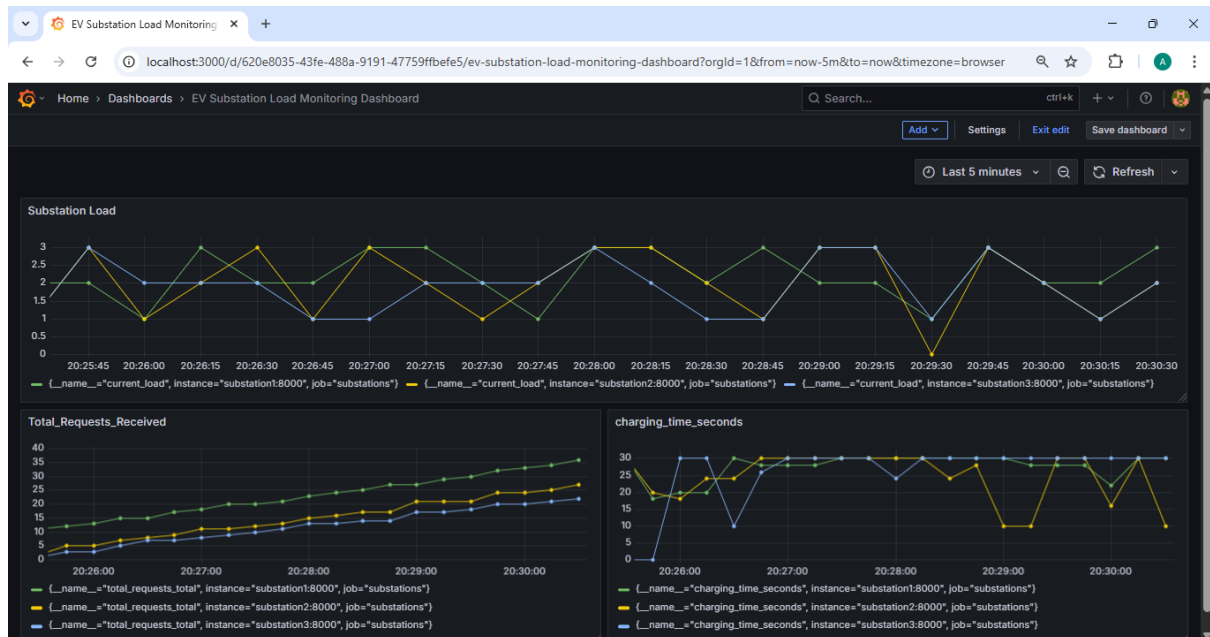 EV Substation Load Monitoring
localhost:3000/d/620e8035-43fe-488a-9191-47759ffbefe5/ev-substation-load-monitoring-dashboard?orgId=1&from=now-5m&to=now&timezone=browser
A
Home › Dashboards › EV Substation Load Monitoring Dashboard
Search... ctrl+k
Add Settings Exit edit Save dashboard
Last 5 minutes Refresh
Substation Load
3
2.5
2
1.5
1
0.5
0
20:25:45 20:26:00 20:26:15 20:26:30 20:26:45 20:27:00 20:27:15 20:27:30 20:27:45 20:28:00 20:28:15 20:28:30 20:28:45 20:29:00 20:29:15 20:29:30 20:29:45 20:30:00 20:30:15 20:30:30
{__name__="current_load", instance="substation1:8000", job="substations"} {__name__="current_load", instance="substation2:8000", job="substations"} {__name__="current_load", instance="substation3:8000", job="substations"}
Total_Requests_Received
40
35
30
25
20
15
10
5
0
20:26:00 20:27:00 20:28:00 20:29:00 20:30:00
{__name__="total_requests_total", instance="substation1:8000", job="substations"}
{__name__="total_requests_total", instance="substation2:8000", job="substations"}
{__name__="total_requests_total", instance="substation3:8000", job="substations"}
charging_time_seconds
30
25
20
15
10
5
0
20:26:00 20:27:00 20:28:00 20:29:00 20:30:00
{__name__="charging_time_seconds", instance="substation1:8000", job="substations"}
{__name__="charging_time_seconds", instance="substation2:8000", job="substations"}
{__name__="charging_time_seconds", instance="substation3:8000", job="substations"}